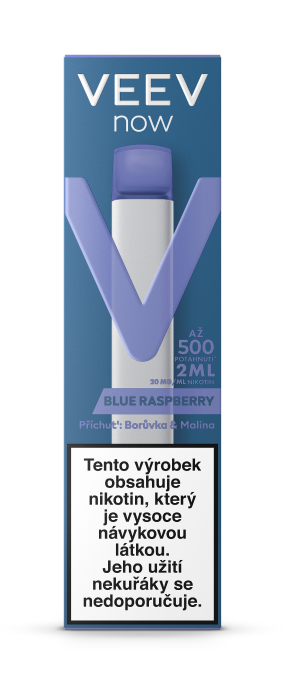 VEEV
now
AŽ
500
POTÁHNUTÍ*
2ML
20 MG/ML NIKOTIN
BLUE RASPBERRY
Příchuť: Borůvka & Malina
Tento výrobek
obsahuje
nikotin, který
je vysoce
návykovou
látkou.
Jeho užití
nekuřáky se
nedoporučuje.